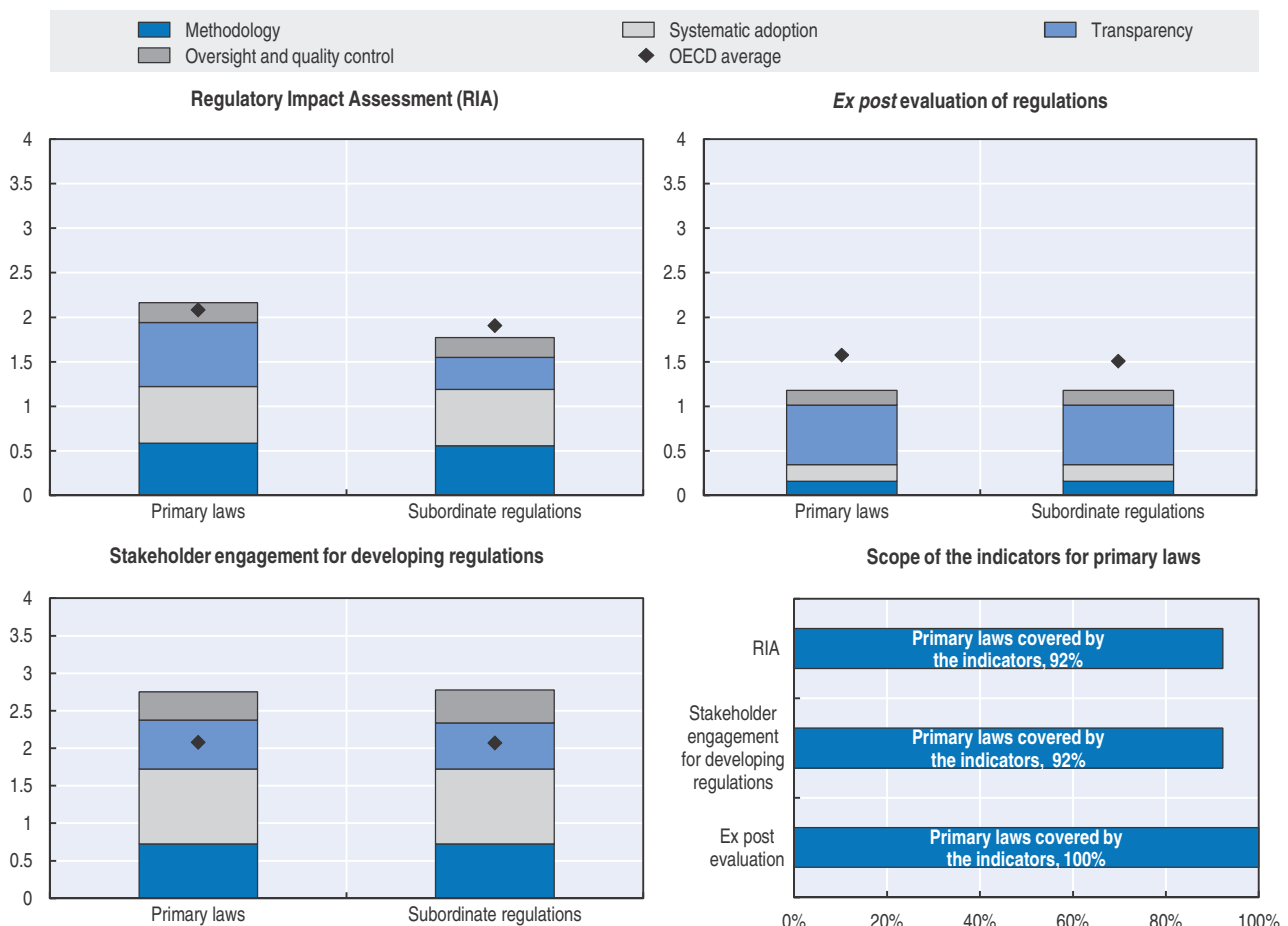 Methodology
Systematic adoption
Transparency
Oversight and quality control
OECD average
Regulatory Impact Assessment (RIA)
4
3.5
3
2.5
2
1.5
1
0.5
0
Primary laws
Subordinate regulations
Ex post evaluation of regulations
4
3.5
3
2.5
2
1.5
1
0.5
0
Primary laws
Subordinate regulations
Stakeholder engagement for developing regulations
4
3.5
3
2.5
2
1.5
1
0.5
0
Primary laws
Subordinate regulations
Scope of the indicators for primary laws
RIA
Primary laws covered by
the indicators, 92%
Stakeholder
engagement
for developing
regulations
Primary laws covered by
the indicators, 92%
Ex post
evaluation
Primary laws covered by
the indicators, 100%
0%
20%
40%
60%
80%
100%